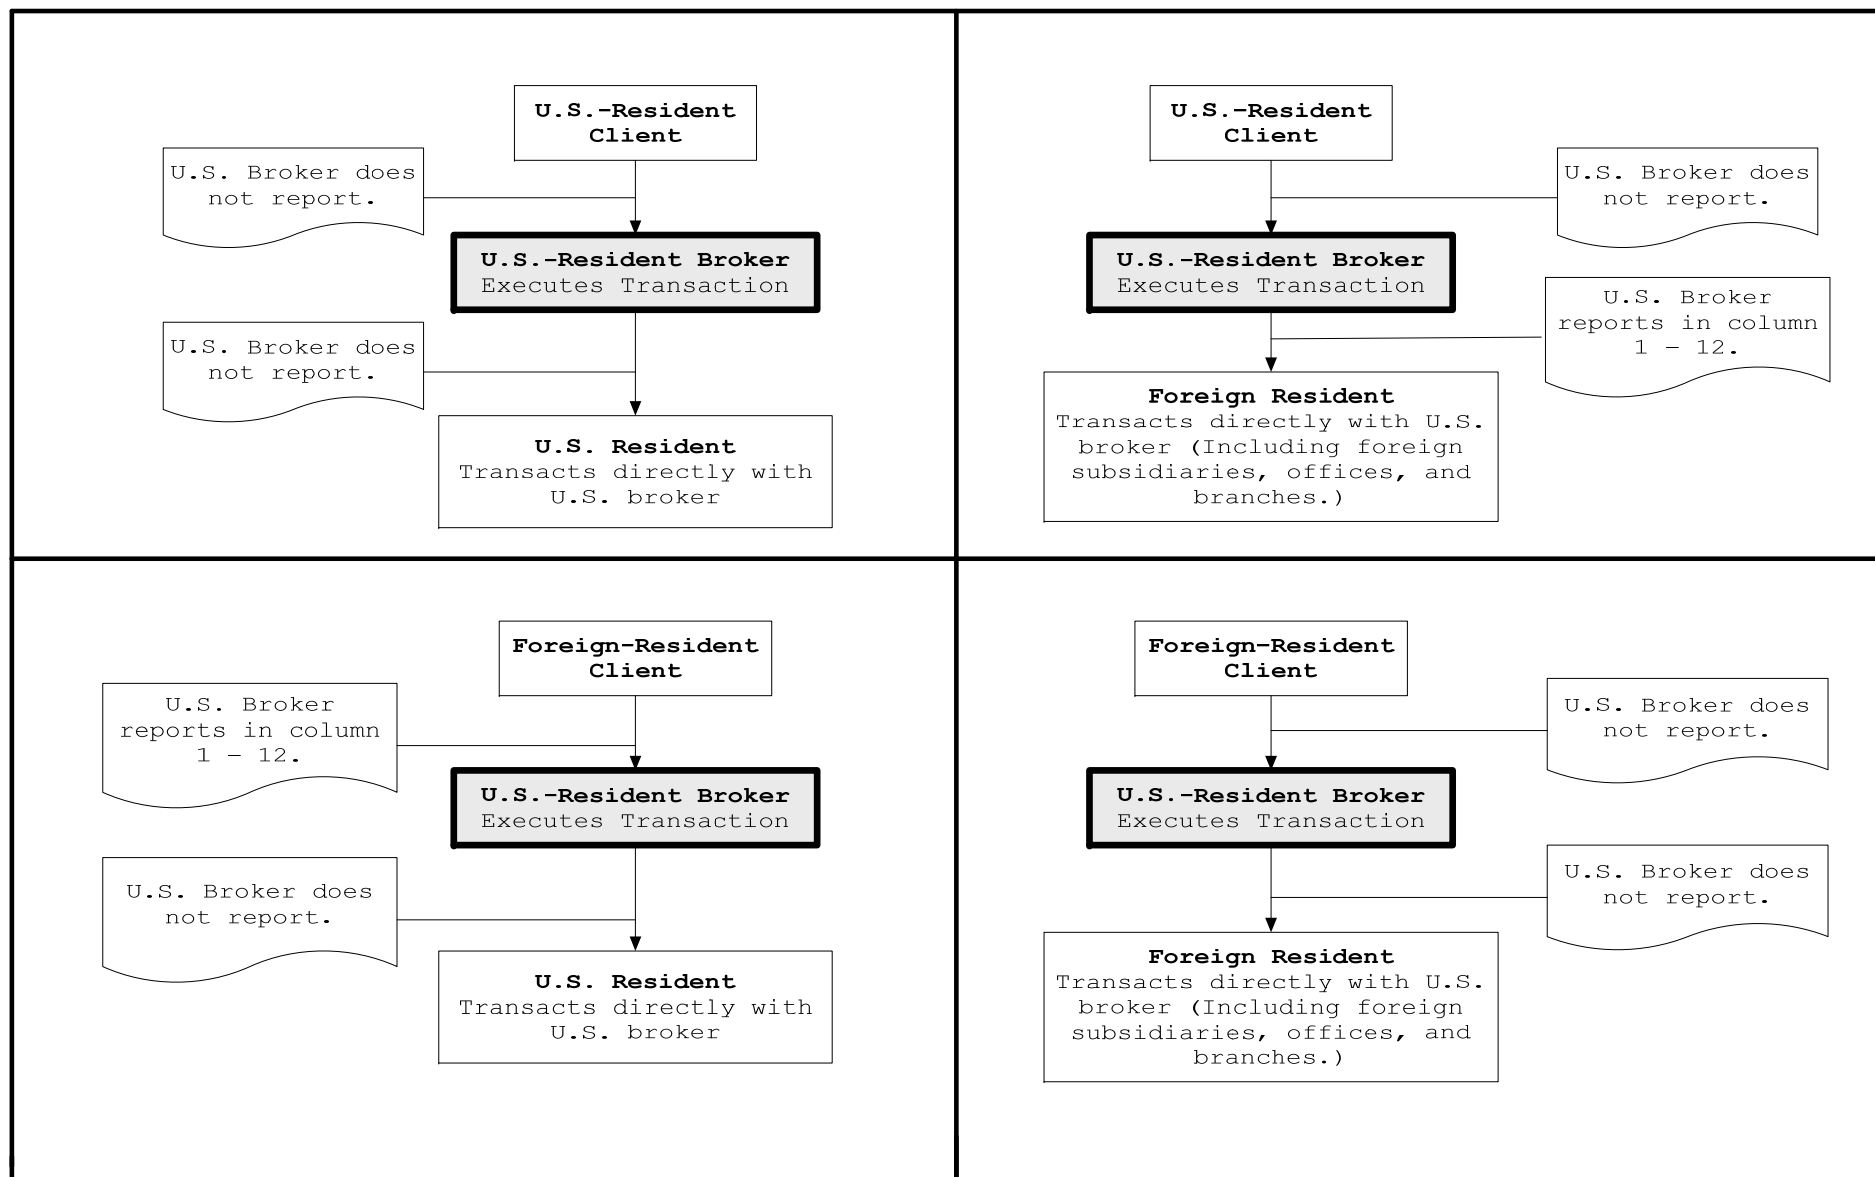 U.S.-Resident
Client
U.S. Broker does
not report.
U.S.-Resident Broker
Executes Transaction
U.S. Broker does
not report.
U.S. Resident
Transacts directly with
U.S. broker
U.S.-Resident
Client
U.S. Broker does
not report.
U.S.-Resident Broker
Executes Transaction
U.S. Broker
reports in column
1 – 12.
Foreign Resident
Transacts directly with U.S.
broker (Including foreign
subsidiaries, offices, and
branches.)
Foreign-Resident
Client
U.S. Broker
reports in column
1 – 12.
U.S.-Resident Broker
Executes Transaction
U.S. Broker does
not report.
U.S. Resident
Transacts directly with
U.S. broker
Foreign-Resident
Client
U.S. Broker does
not report.
U.S.-Resident Broker
Executes Transaction
U.S. Broker does
not report.
Foreign Resident
Transacts directly with U.S.
broker (Including foreign
subsidiaries, offices, and
branches.)